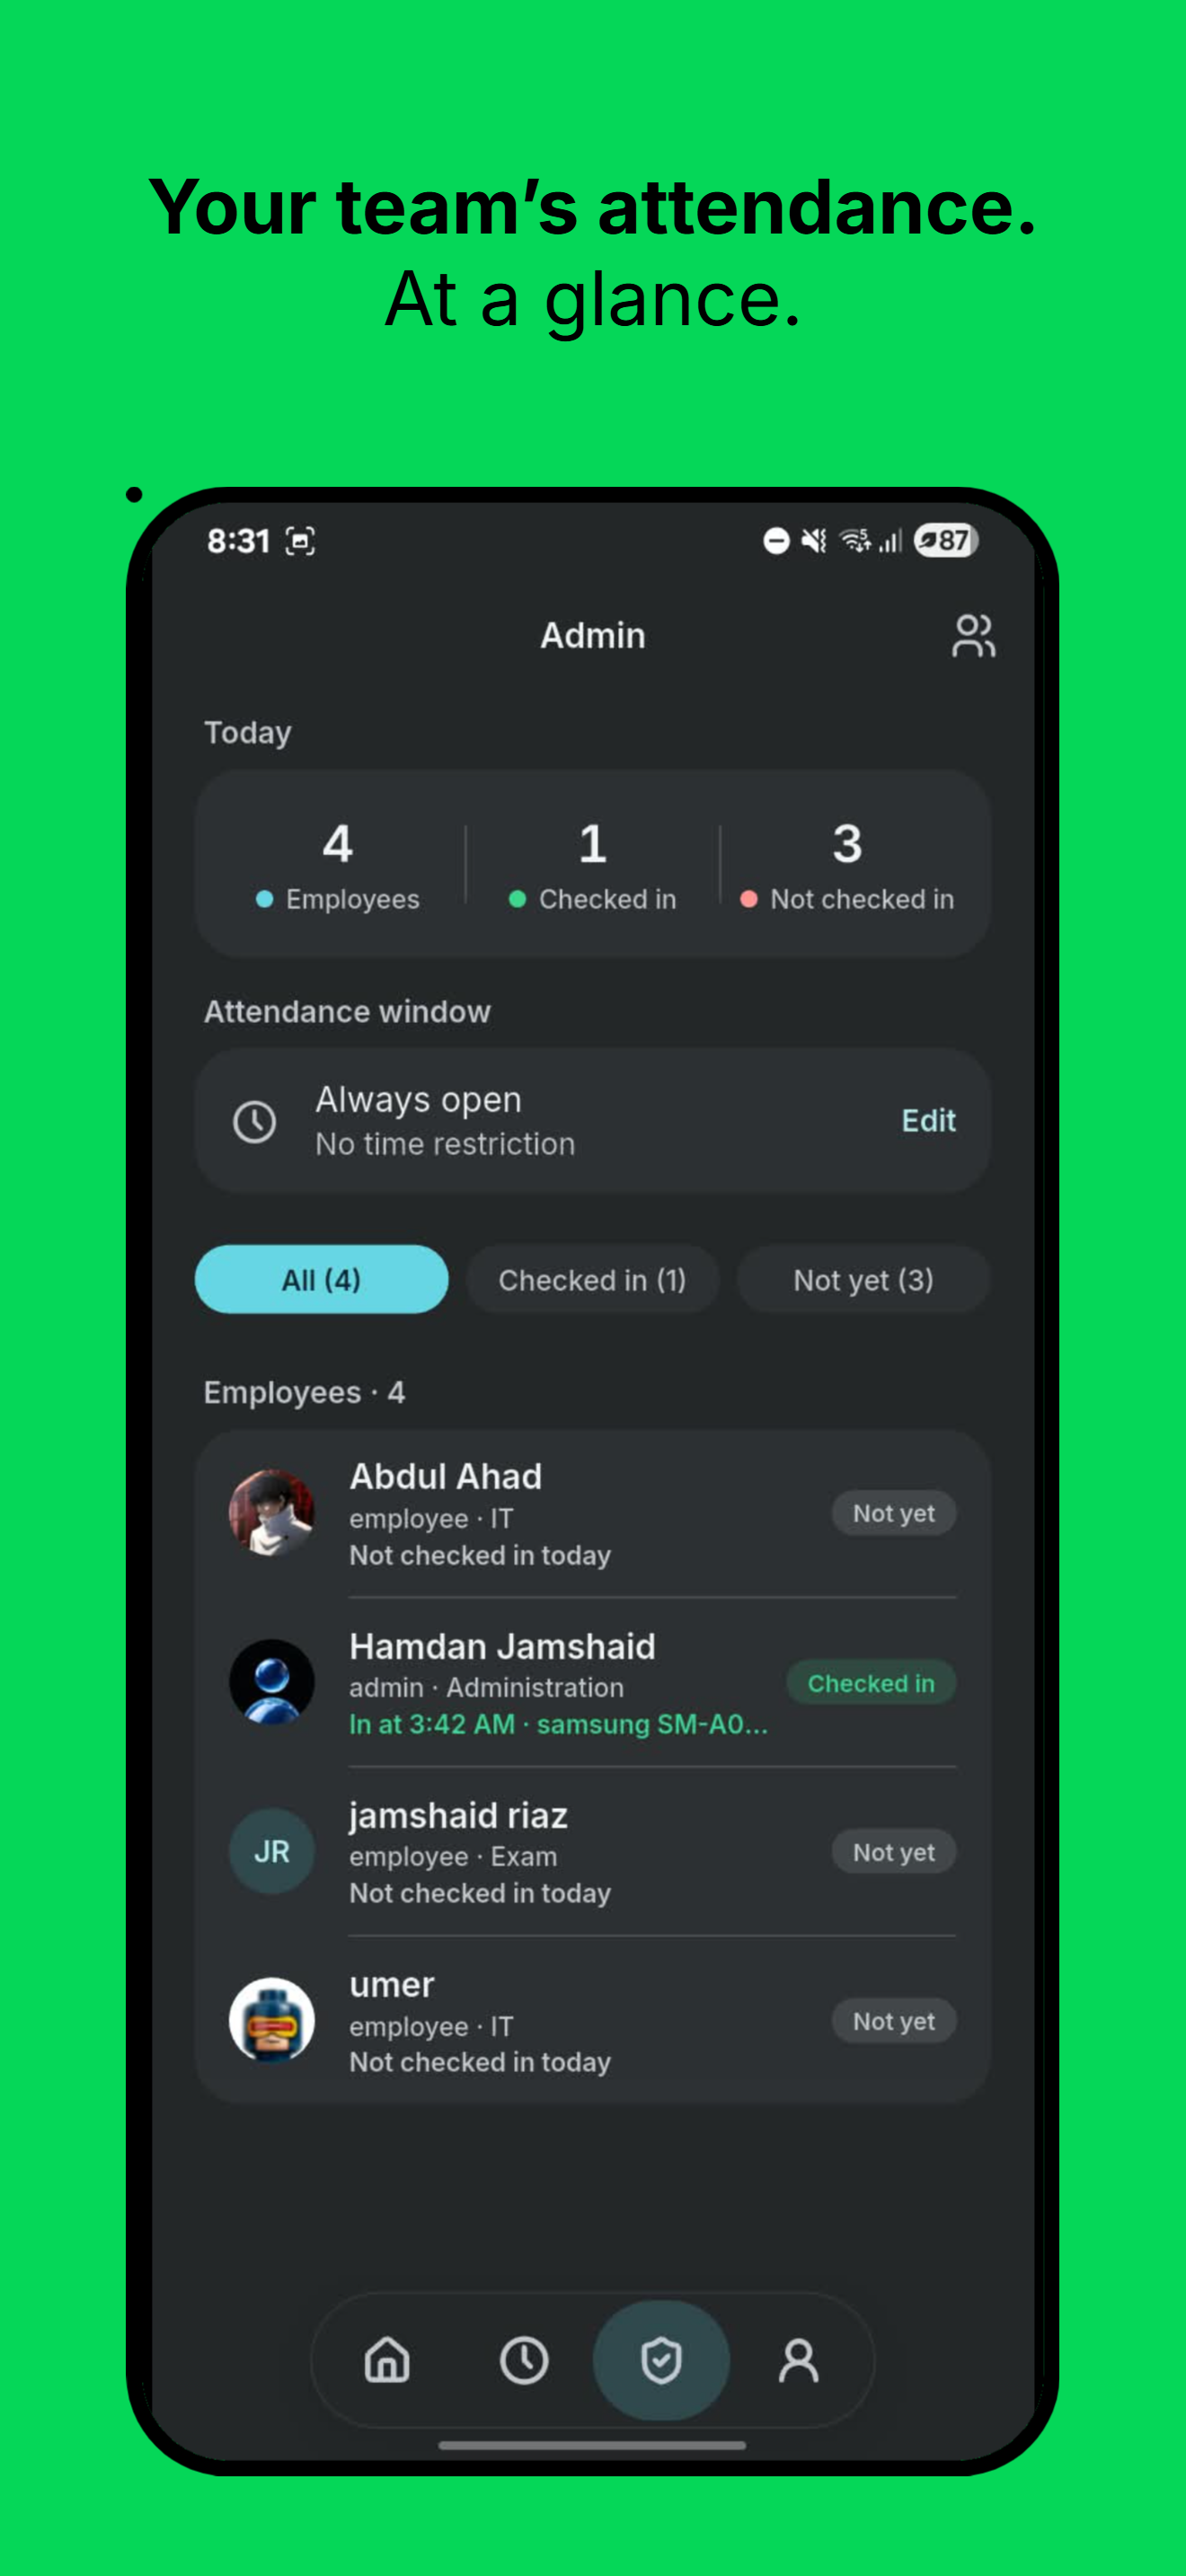 Your team’s attendance.
At a glance.
8:31
5
87
Admin
Today
4
1
3
Employees
Checked in
Not checked in
Attendance window
Always open
No time restriction
Edit
All (4)
Checked in (1)
Not yet (3)
Employees · 4
Abdul Ahad
employee · IT
Not checked in today
Not yet
Hamdan Jamshaid
admin · Administration
In at 3:42 AM · samsung SM-A0...
Checked in
JR
jamshaid riaz
employee · Exam
Not checked in today
Not yet
umer
employee · IT
Not checked in today
Not yet